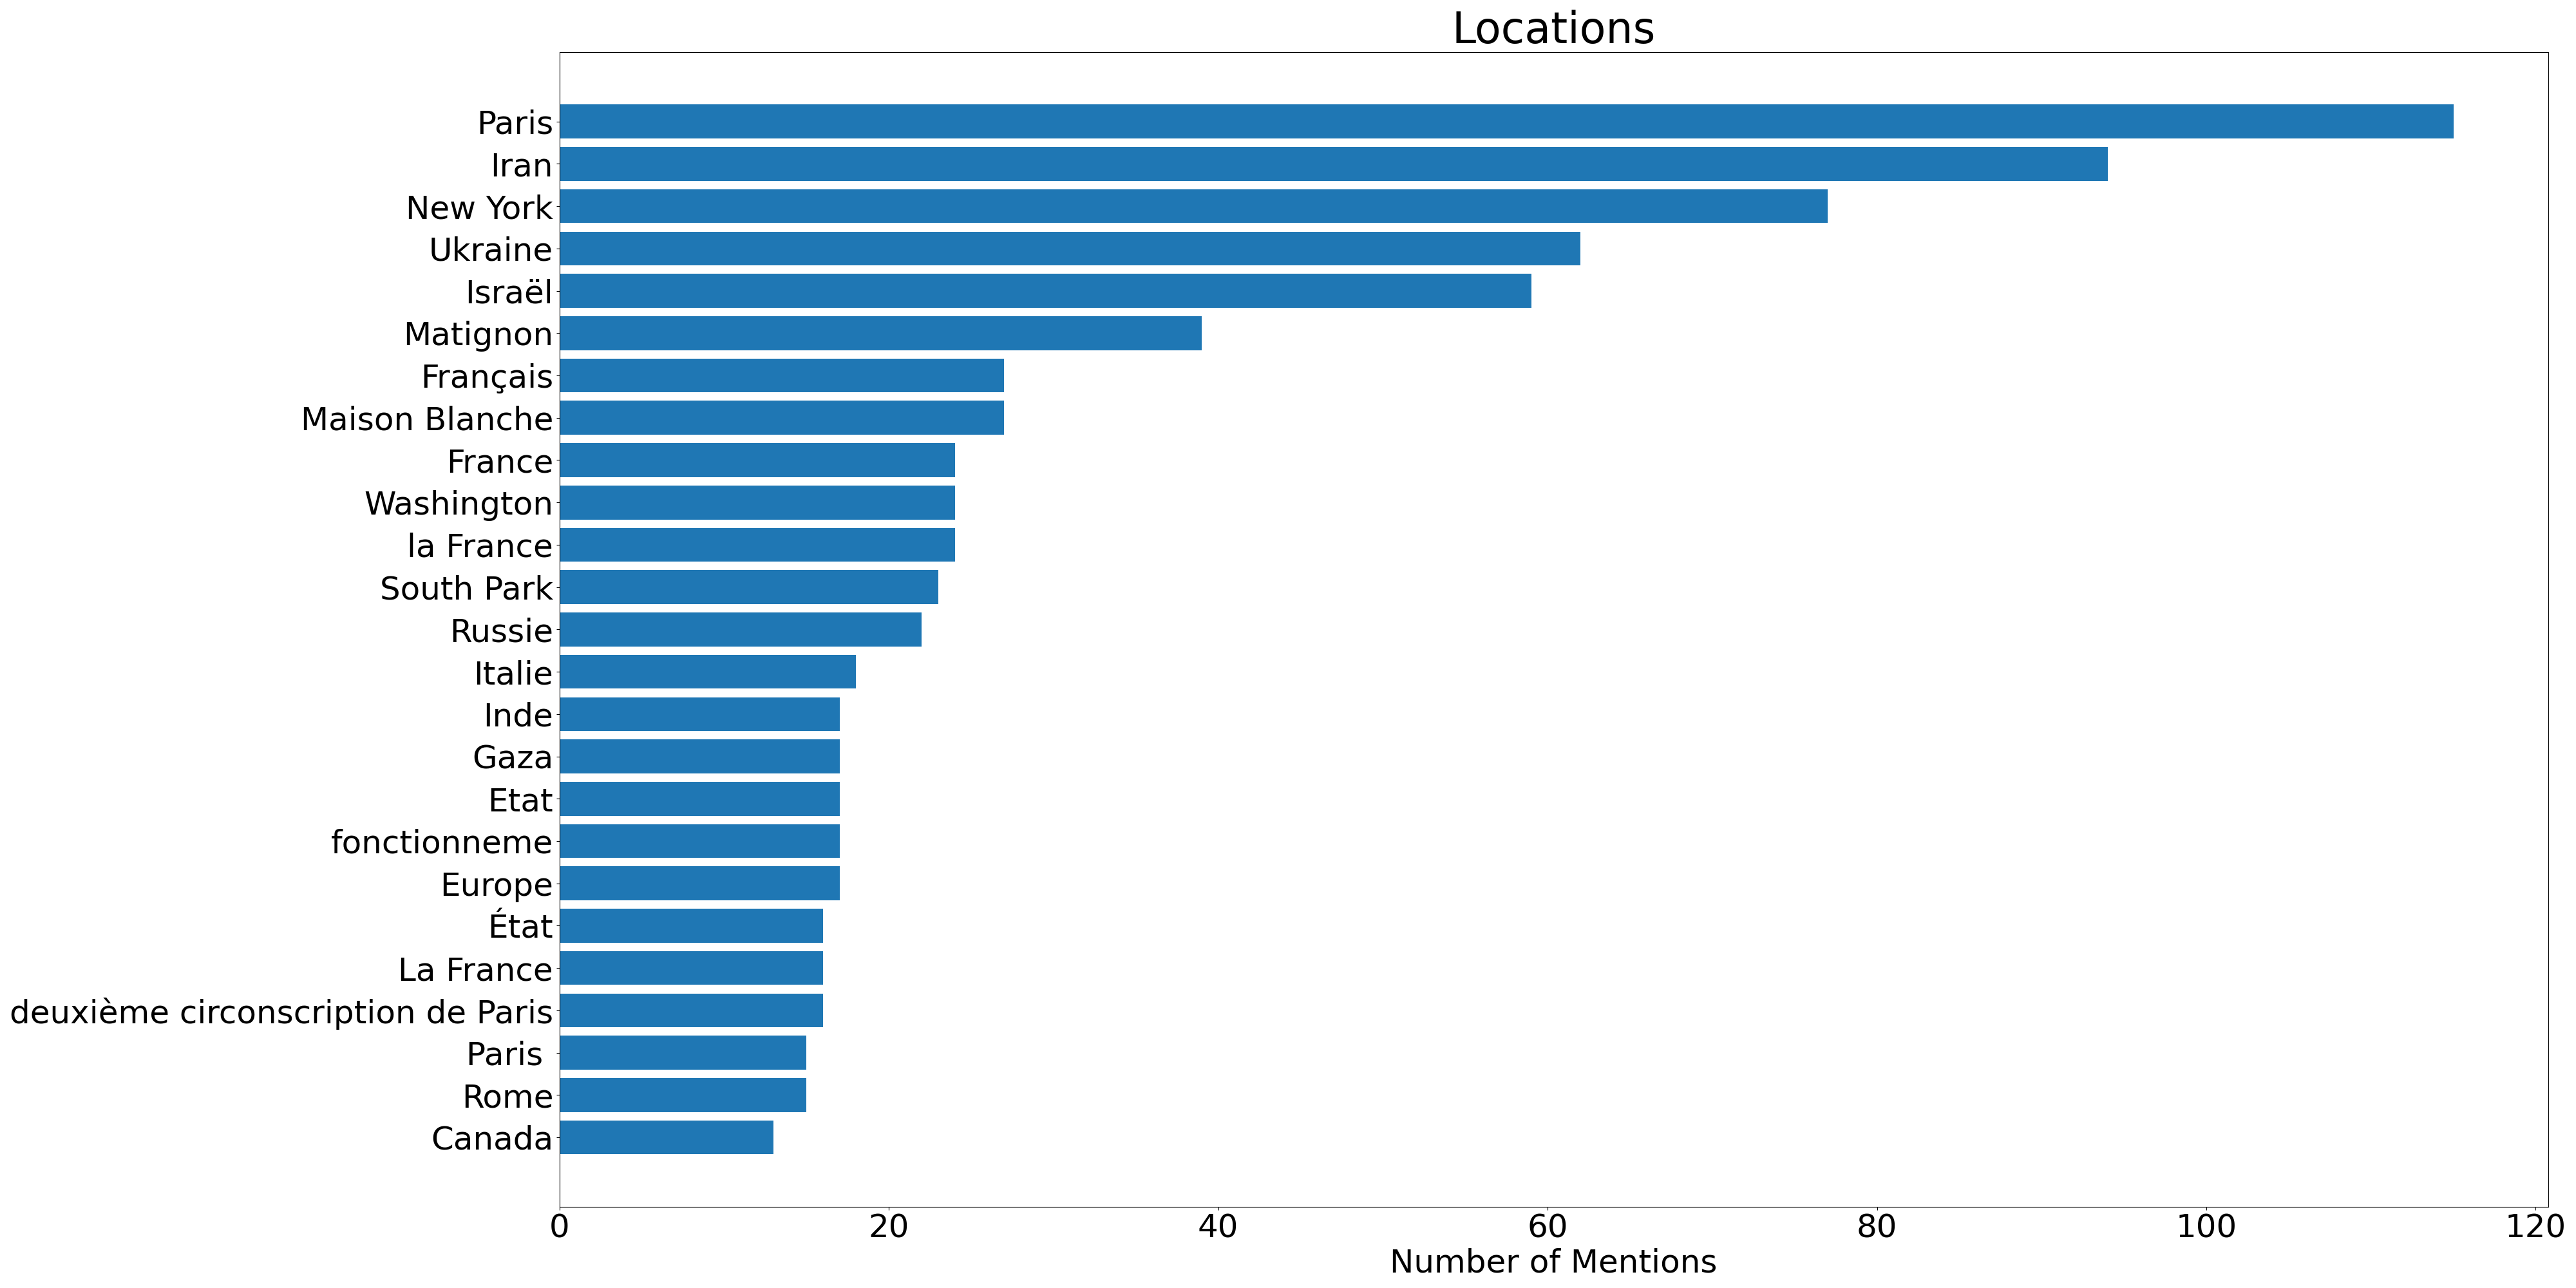 Locations
Paris
Iran
New York
Ukraine
Israël
Matignon
Français
Maison Blanche
France
Washington
la France
South Park
Russie
Italie
Inde
Gaza
Etat
fonctionneme
Europe
État
La France
deuxième circonscription de Paris
Paris
Rome
Canada
0 20 40 60 80 100 120
Number of Mentions